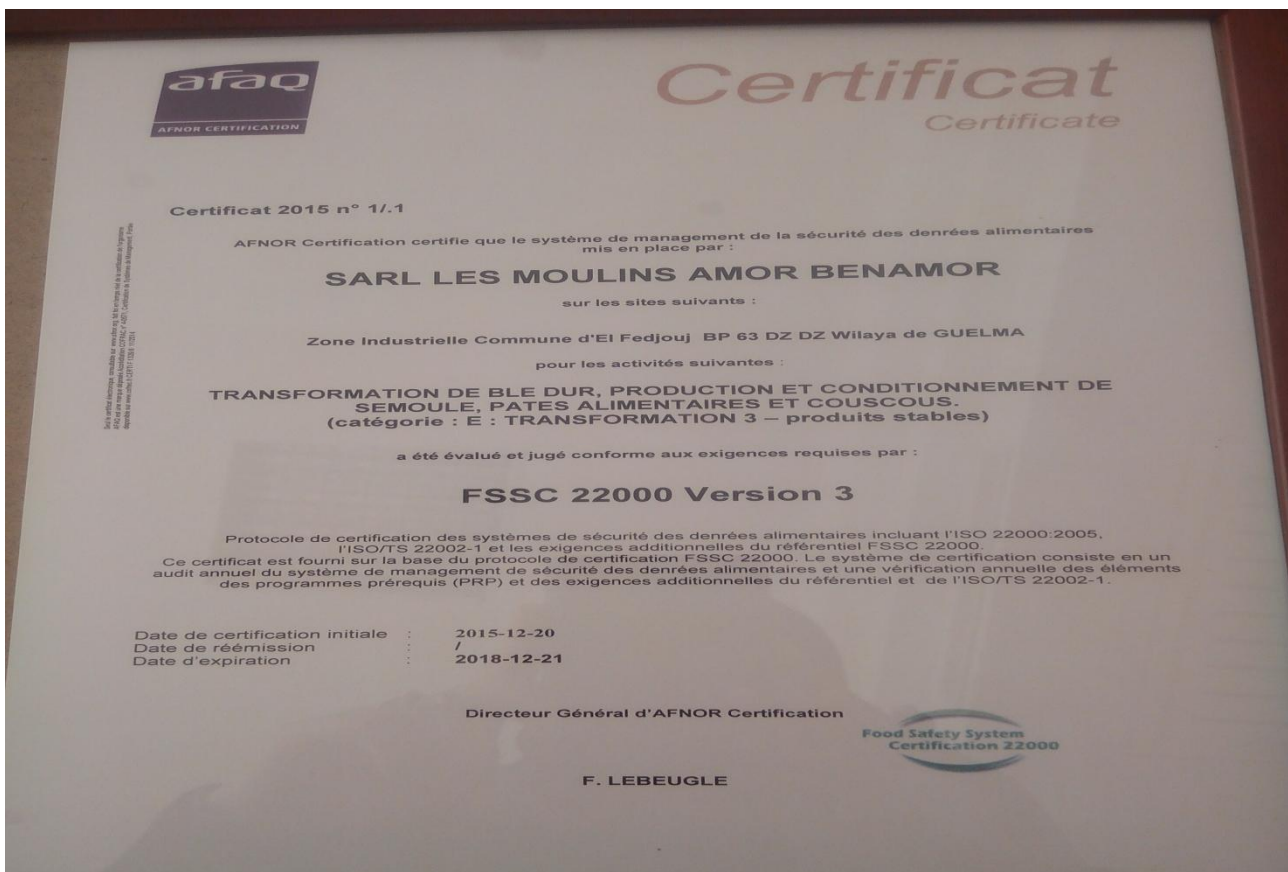 afaq
AFNOR CERTIFICATION
Certificat
Certificate
Certificat 2015 n° 1/.1
AFNOR Certification certifie que le système de management de la sécurité des denrées alimentaires
mis en place par :
SARL LES MOULINS AMOR BENAMOR
sur les sites suivants :
Zone Industrielle Commune d'El Fedjouj BP 63 DZ DZ Wilaya de GUELMA
pour les activités suivantes :
TRANSFORMATION DE BLE DUR, PRODUCTION ET CONDITIONNEMENT DE
SEMOULE, PATES ALIMENTAIRES ET COUSCOUS.
(catégorie : E : TRANSFORMATION 3 – produits stables)
a été évalué et jugé conforme aux exigences requises par :
FSSC 22000 Version 3
Protocole de certification des systèmes de sécurité des denrées alimentaires incluant l'ISO 22000:2005,
l'ISO/TS 22002-1 et les exigences additionnelles du référentiel FSSC 22000.
Ce certificat est fourni sur la base du protocole de certification FSSC 22000. Le système de certification consiste en un
audit annuel du système de management de sécurité des denrées alimentaires et une vérification annuelle des éléments
des programmes prérequis (PRP) et des exigences additionnelles du référentiel et de l'ISO/TS 22002-1.
Date de certification initiale : 2015-12-20
Date de réémission : /
Date d'expiration : 2018-12-21
Directeur Général d'AFNOR Certification
Food Safety System
Certification 22000
F. LEBEUGLE